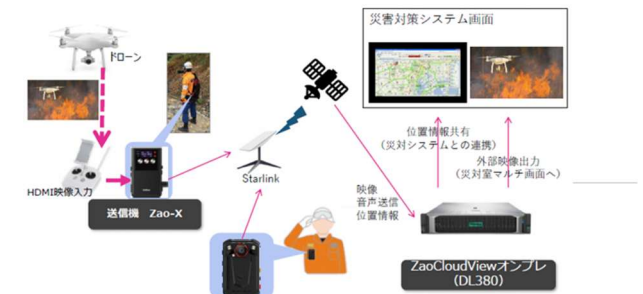 災害対策システム画面
ドローン
HDMI映像入力
送信機 Zao-X
Starlink
映像
音声送信
位置情報
位置情報共有
(災対システムとの連携)
外部映像出力
(災対室マルチ画面へ)
ZaoCloudViewオンプレ
(DL380)